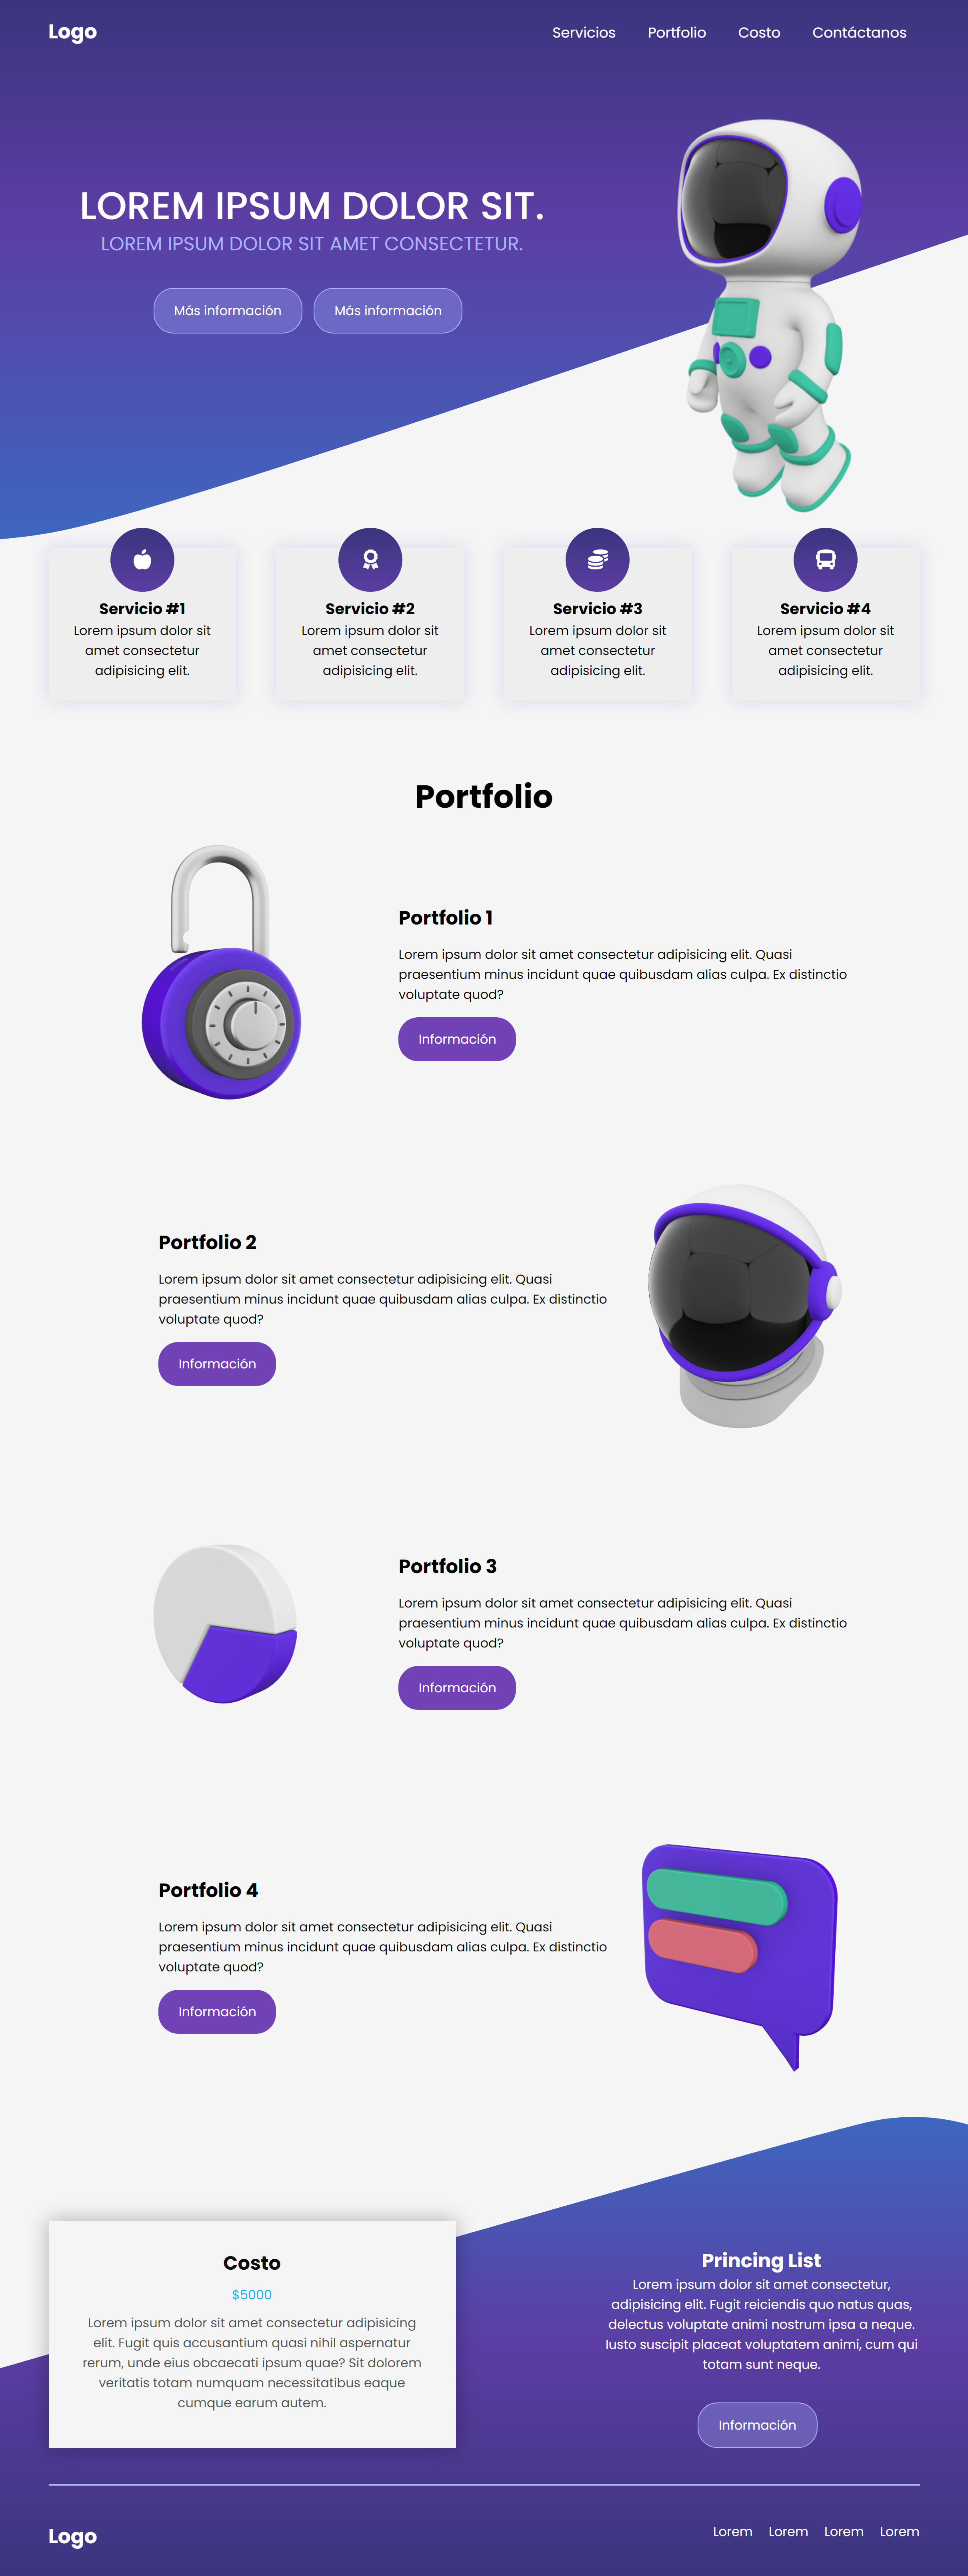 Logo
Servicios Portfolio Costo Contáctanos
LOREM IPSUM DOLOR SIT.
LOREM IPSUM DOLOR SIT AMET CONSECTETUR.
Más información Más información
Servicio #1
Lorem ipsum dolor sit
amet consectetur
adipisicing elit.
Servicio #2
Lorem ipsum dolor sit
amet consectetur
adipisicing elit.
Servicio #3
Lorem ipsum dolor sit
amet consectetur
adipisicing elit.
Servicio #4
Lorem ipsum dolor sit
amet consectetur
adipisicing elit.
Portfolio
Portfolio 1
Lorem ipsum dolor sit amet consectetur adipisicing elit. Quasi
praesentium minus incidunt quae quibusdam alias culpa. Ex distinctio
voluptate quod?
Información
Portfolio 2
Lorem ipsum dolor sit amet consectetur adipisicing elit. Quasi
praesentium minus incidunt quae quibusdam alias culpa. Ex distinctio
voluptate quod?
Información
Portfolio 3
Lorem ipsum dolor sit amet consectetur adipisicing elit. Quasi
praesentium minus incidunt quae quibusdam alias culpa. Ex distinctio
voluptate quod?
Información
Portfolio 4
Lorem ipsum dolor sit amet consectetur adipisicing elit. Quasi
praesentium minus incidunt quae quibusdam alias culpa. Ex distinctio
voluptate quod?
Información
Costo
$5000
Lorem ipsum dolor sit amet consectetur adipisicing
elit. Fugit quis accusantium quasi nihil aspernatur
rerum, unde eius obcaecati ipsum quae? Sit dolorem
veritatis totam numquam necessitatibus eaque
cumque earum autem.
Princing List
Lorem ipsum dolor sit amet consectetur,
adipisicing elit. Fugit reiciendis quo natus quas,
delectus voluptate animi nostrum ipsa a neque.
Iusto suscipit placeat voluptatem animi, cum qui
totam sunt neque.
Información
Logo
Lorem Lorem Lorem Lorem